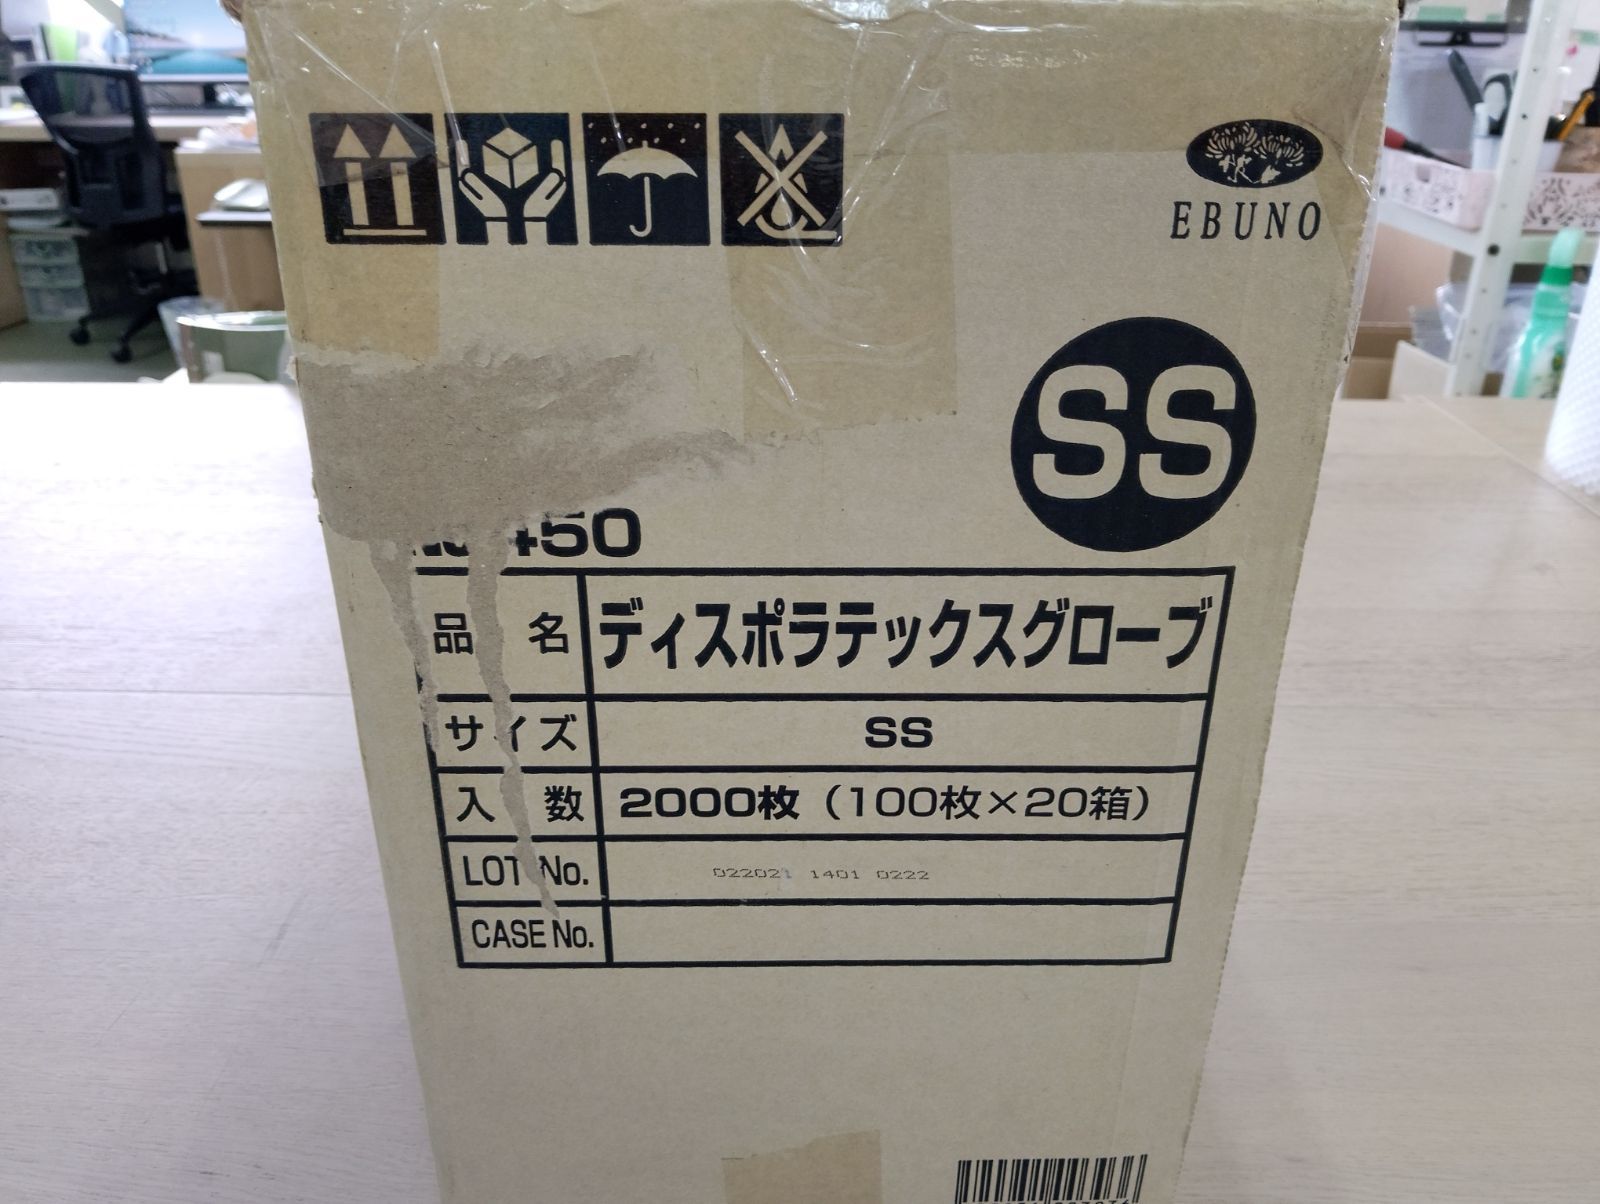 EBUNO
SS
No.450
品名 ディスポラテックスグローブ
サイズ SS
入数 2000枚（100枚×20箱）
LOT No. 022021 1401 0222
CASE No.